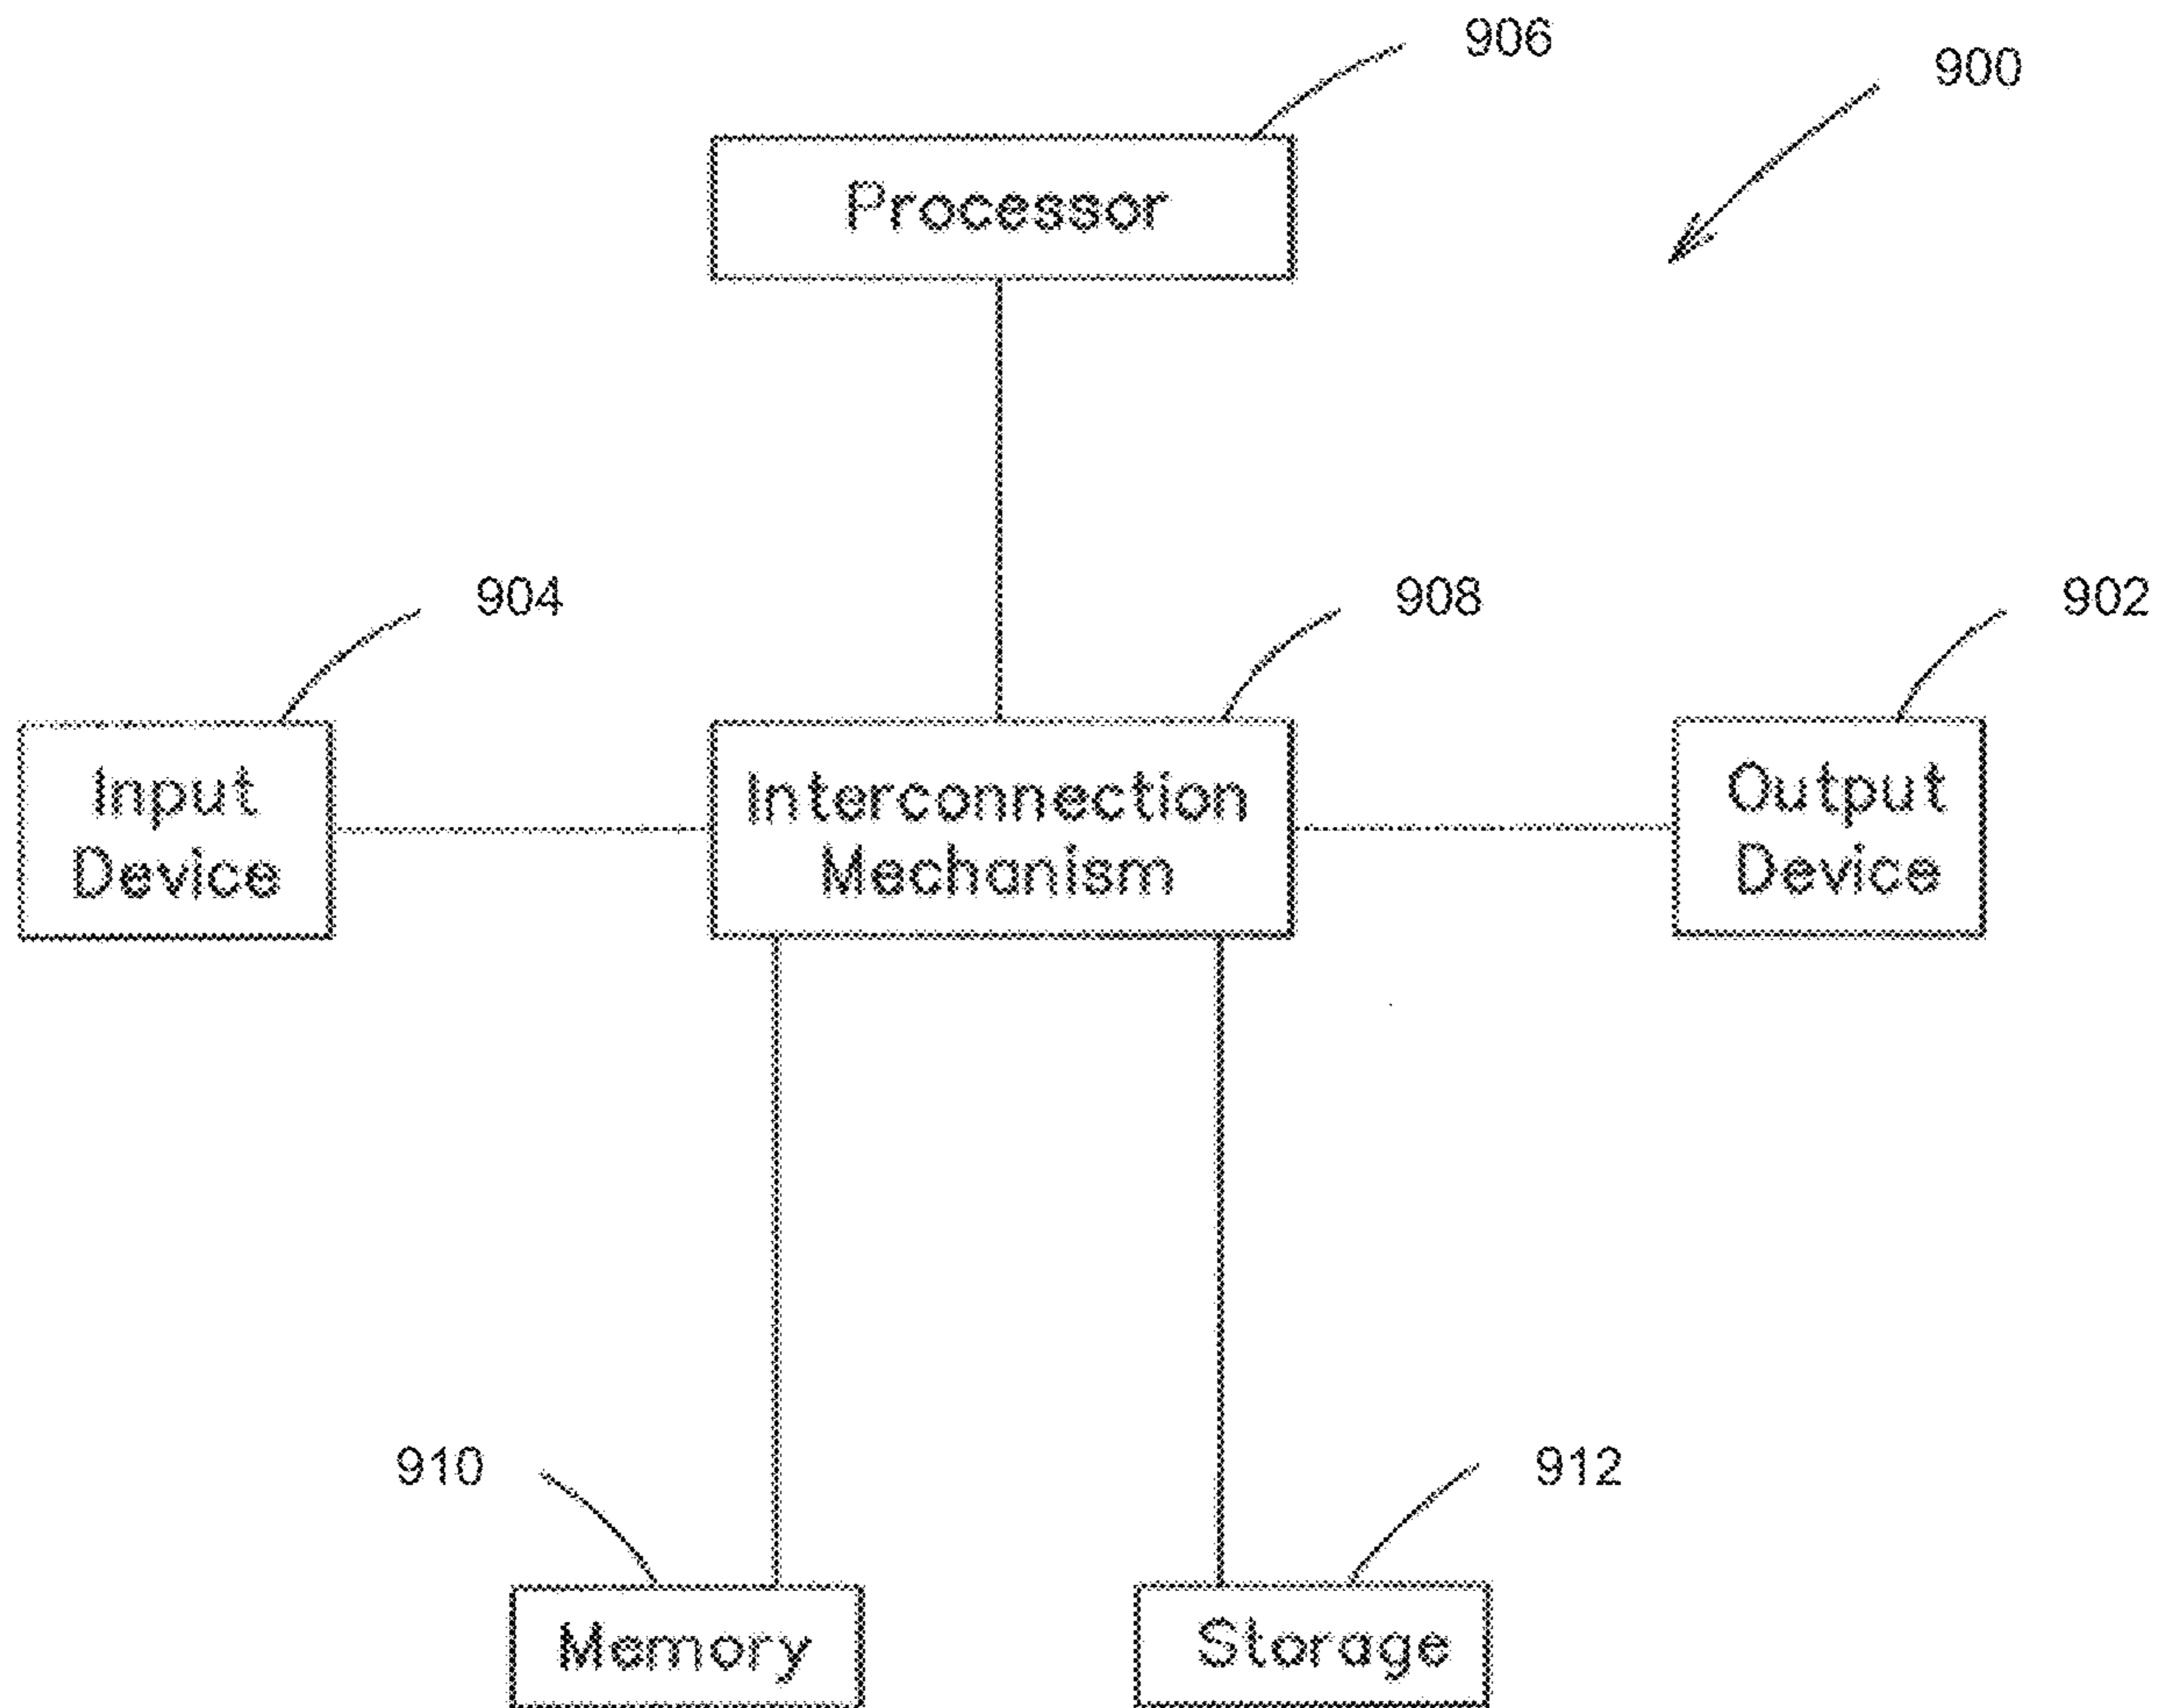 906
900
Processor
904
908
902
Input
Device
Interconnection
Mechanism
Output
Device
910
912
Memory
Storage